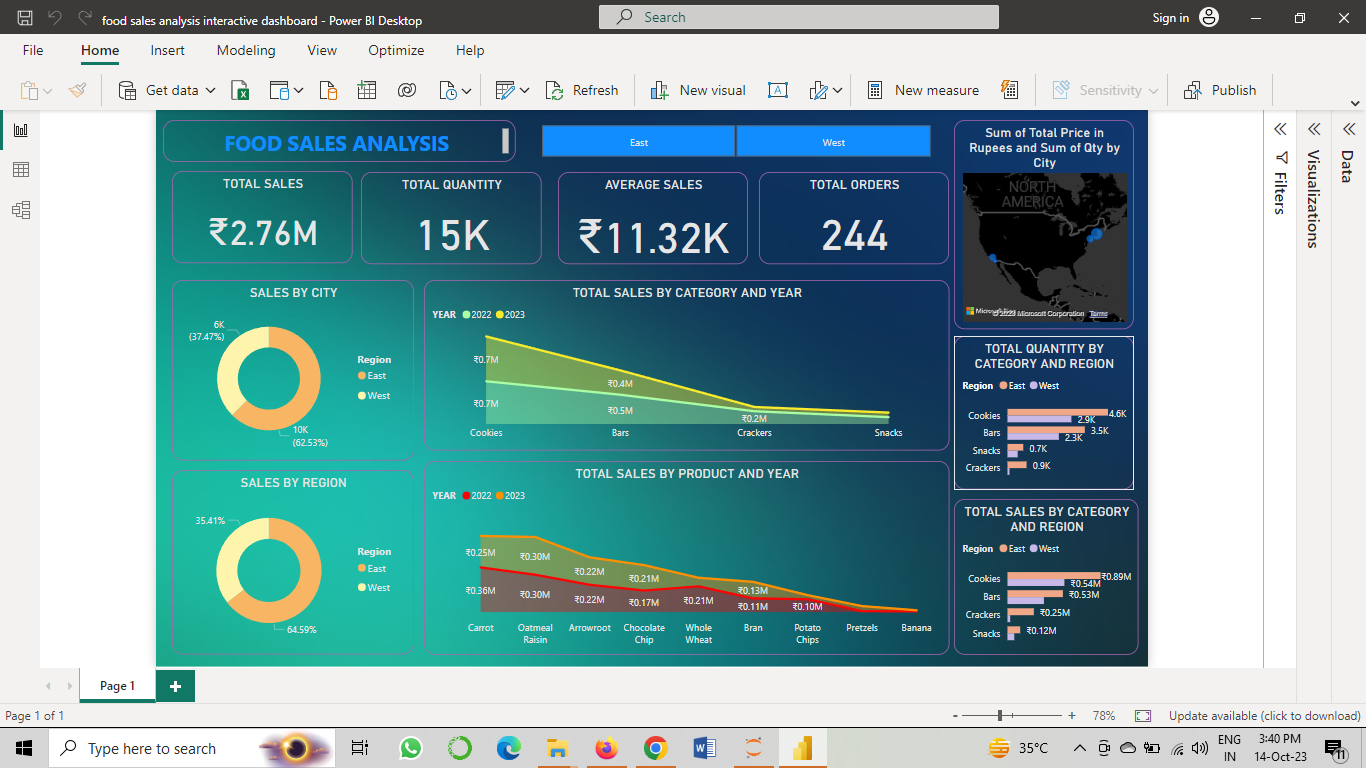 food sales analysis interactive dashboard - Power BI Desktop
Search
Sign in
File Home Insert Modeling View Optimize Help
Get data
Refresh
New visual
New measure
Sensitivity
Publish
FOOD SALES ANALYSIS
East West
TOTAL SALES
₹2.76M
TOTAL QUANTITY
15K
AVERAGE SALES
₹11.32K
TOTAL ORDERS
244
Sum of Total Price in
Rupees and Sum of Qty by
City
NORTH
AMERICA
© 2023 Microsoft Corporation Terms
SALES BY CITY
6K
(37.47%)
10K
(62.53%)
Region
East
West
TOTAL SALES BY CATEGORY AND YEAR
YEAR 2022 2023
₹0.7M
₹0.4M
₹0.7M
₹0.5M
₹0.2M
Cookies Bars Crackers Snacks
TOTAL QUANTITY BY
CATEGORY AND REGION
Region East West
Cookies 4.6K
2.9K
Bars 3.5K
2.3K
Snacks 0.7K
Crackers 0.9K
SALES BY REGION
35.41%
64.59%
Region
East
West
TOTAL SALES BY PRODUCT AND YEAR
YEAR 2022 2023
₹0.25M ₹0.30M ₹0.22M ₹0.21M ₹0.13M
₹0.36M ₹0.30M ₹0.22M ₹0.17M ₹0.21M ₹0.11M ₹0.10M
Carrot Oatmeal Arrowroot Chocolate Whole Bran Potato Pretzels Banana
Raisin Chip Wheat Chips
TOTAL SALES BY CATEGORY
AND REGION
Region East West
Cookies ₹0.89M
₹0.54M
Bars ₹0.53M
Crackers ₹0.25M
Snacks ₹0.12M
Filters
Visualizations
Data
Page 1
Page 1 of 1
- + 78%
Update available (click to download)
Type here to search
35°C
ENG
IN
3:40 PM
14-Oct-23
11